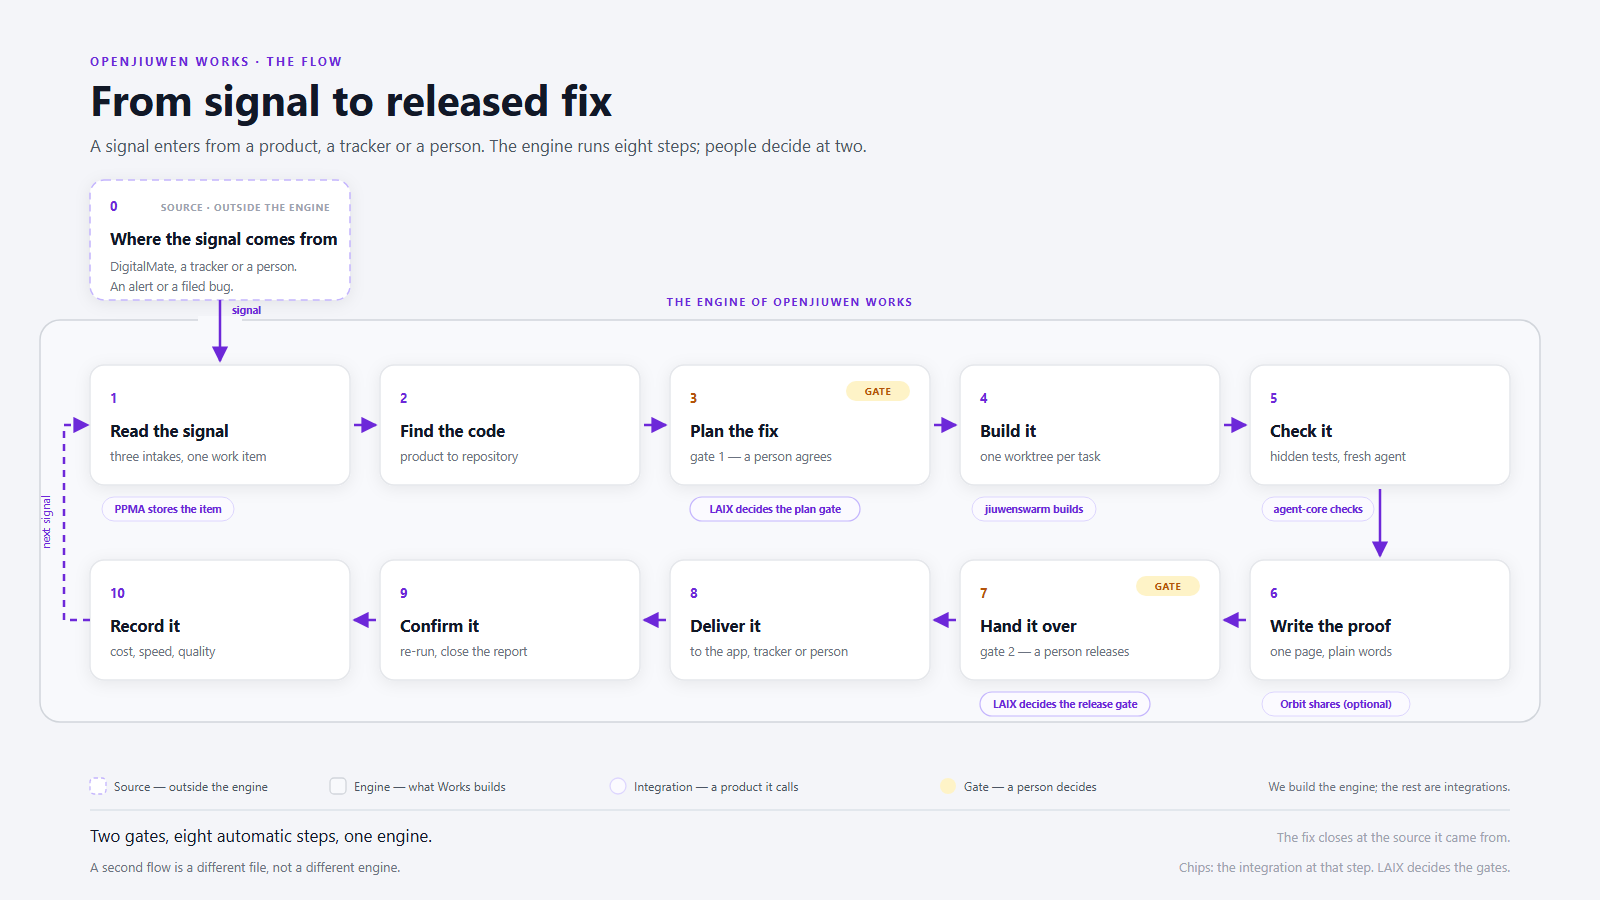 OPENJIUWEN WORKS · THE FLOW
From signal to released fix
A signal enters from a product, a tracker or a person. The engine runs eight steps; people decide at two.
0
SOURCE · OUTSIDE THE ENGINE
Where the signal comes from
DigitalMate, a tracker or a person.
An alert or a filed bug.
signal
THE ENGINE OF OPENJIUWEN WORKS
1
Read the signal
three intakes, one work item
PPMA stores the item
2
Find the code
product to repository
3
GATE
Plan the fix
gate 1 — a person agrees
LAIX decides the plan gate
4
Build it
one worktree per task
jiuwenswarm builds
5
Check it
hidden tests, fresh agent
agent-core checks
next signal
6
Write the proof
one page, plain words
Orbit shares (optional)
7
GATE
Hand it over
gate 2 — a person releases
LAIX decides the release gate
8
Deliver it
to the app, tracker or person
9
Confirm it
re-run, close the report
10
Record it
cost, speed, quality
Source — outside the engine
Engine — what Works builds
Integration — a product it calls
Gate — a person decides
We build the engine; the rest are integrations.
Two gates, eight automatic steps, one engine.
The fix closes at the source it came from.
A second flow is a different file, not a different engine.
Chips: the integration at that step. LAIX decides the gates.